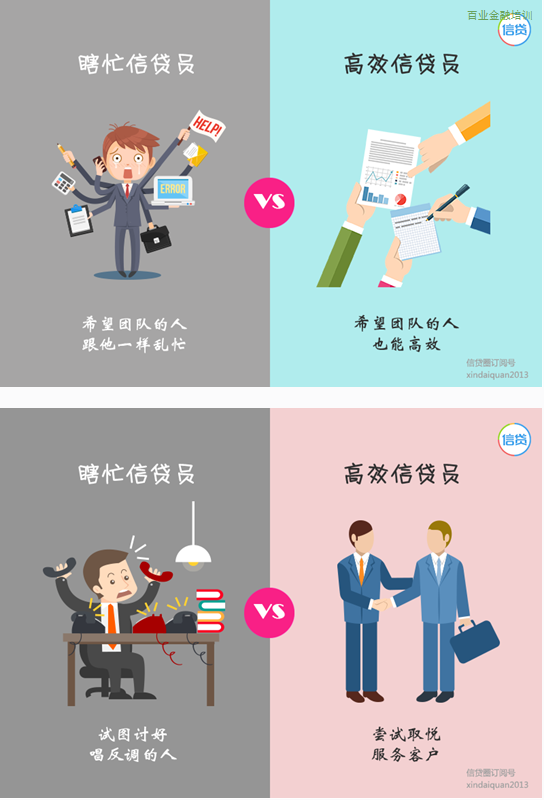 百业金融培训
信贷
瞎忙信贷员
高效信贷员
HELP!
ERROR
VS
希望团队的人
跟他一样乱忙
希望团队的人
也能高效
信贷圈订阅号
xindaiquan2013
信贷
瞎忙信贷员
高效信贷员
VS
试图讨好
唱反调的人
尝试取悦
服务客户
信贷圈订阅号
xindaiquan2013